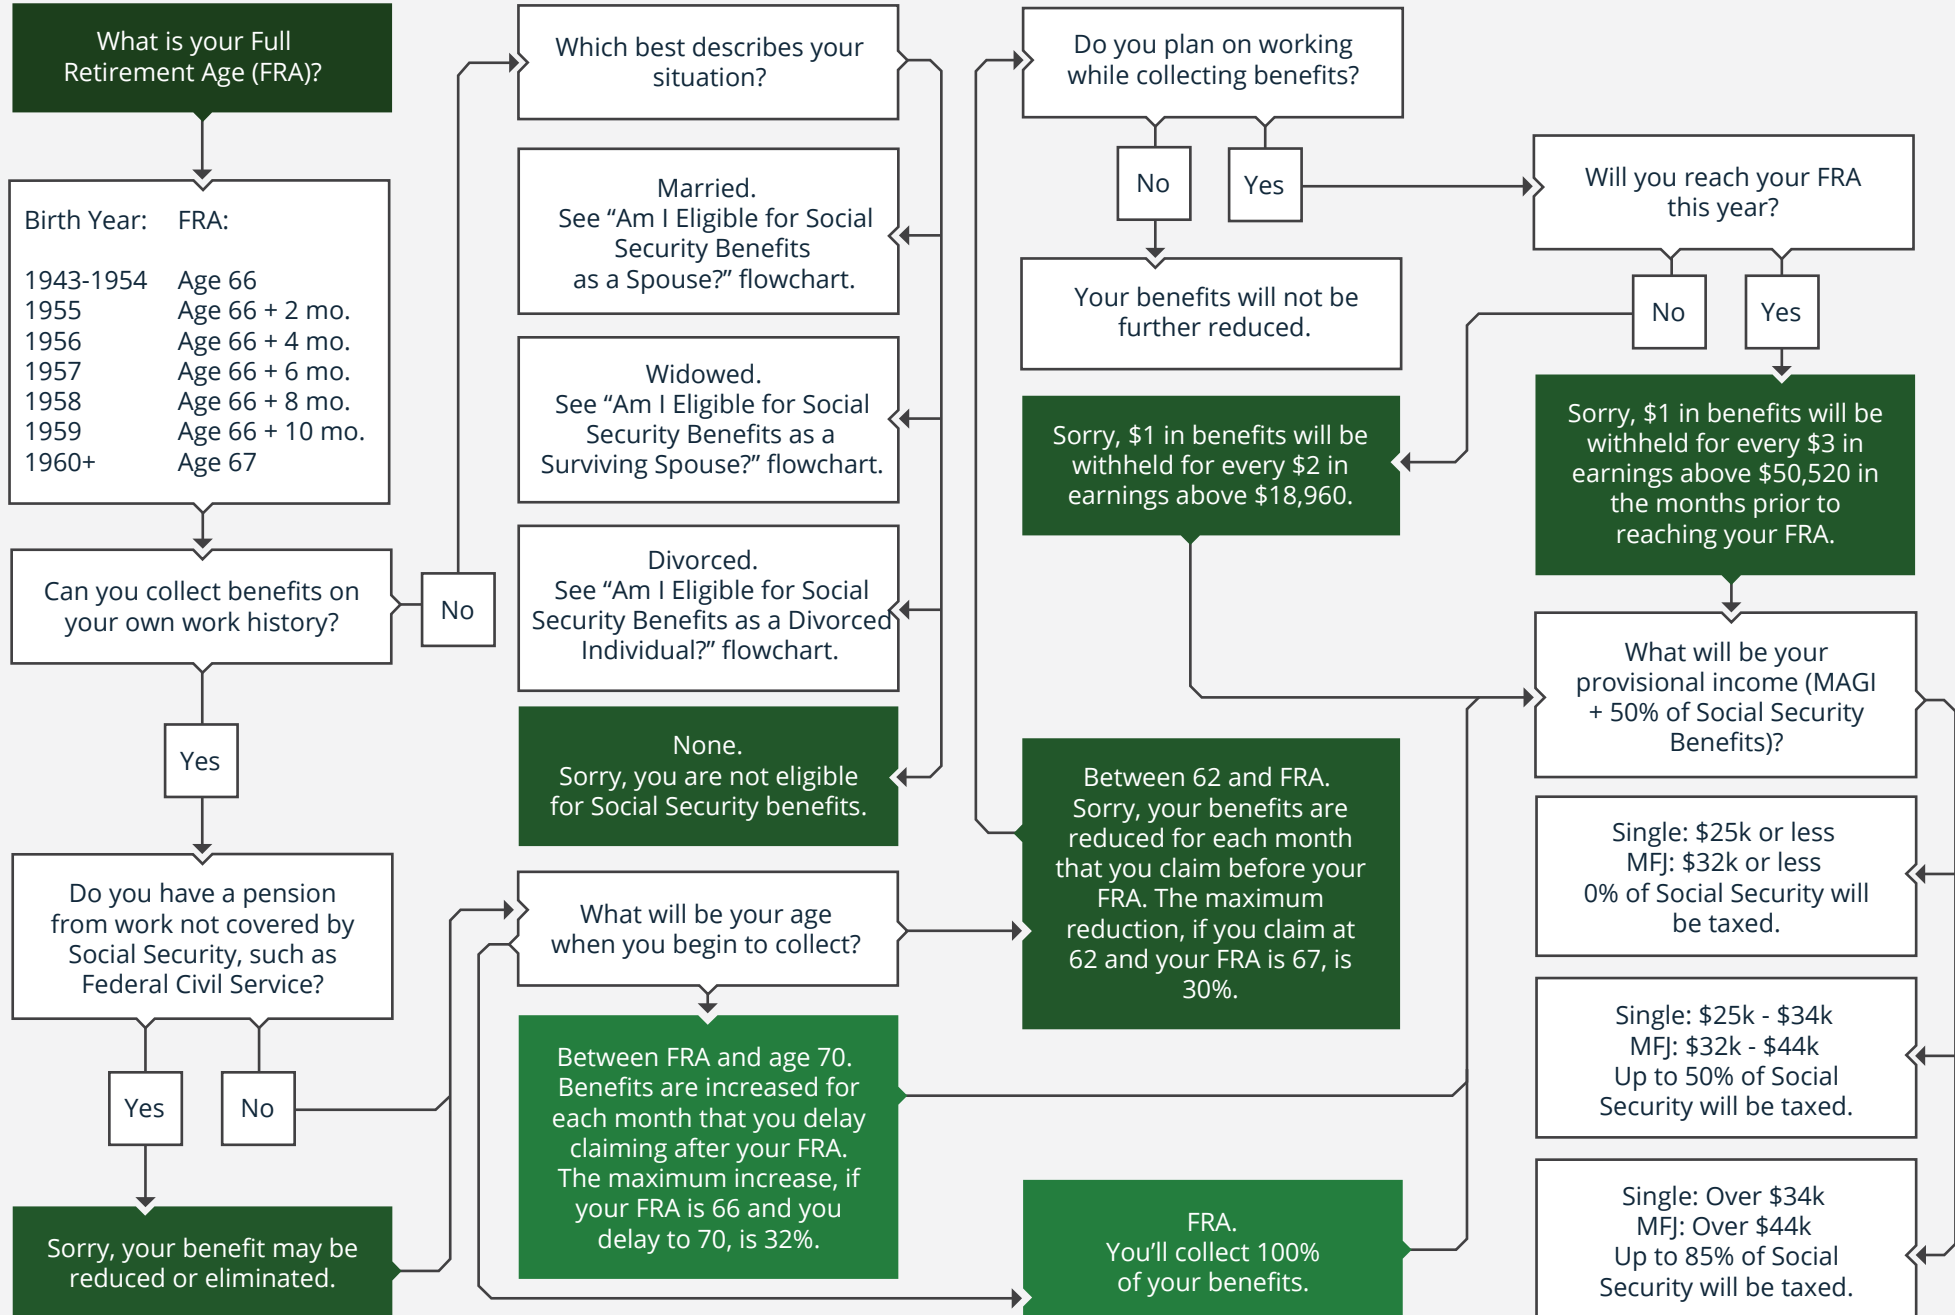 What is your Full
Retirement Age (FRA)?
Birth Year: FRA:
1943-1954 Age 66
1955 Age 66 + 2 mo.
1956 Age 66 + 4 mo.
1957 Age 66 + 6 mo.
1958 Age 66 + 8 mo.
1959 Age 66 + 10 mo.
1960+ Age 67
Can you collect benefits on
your own work history?
No
Yes
Do you have a pension
from work not covered by
Social Security, such as
Federal Civil Service?
Yes
No
Sorry, your benefit may be
reduced or eliminated.
Which best describes your
situation?
Married.
See “Am I Eligible for Social
Security Benefits
as a Spouse?” flowchart.
Widowed.
See “Am I Eligible for Social
Security Benefits as a
Surviving Spouse?” flowchart.
Divorced.
See “Am I Eligible for Social
Security Benefits as a Divorced
Individual?” flowchart.
None.
Sorry, you are not eligible
for Social Security benefits.
What will be your age
when you begin to collect?
Between FRA and age 70.
Benefits are increased for
each month that you delay
claiming after your FRA.
The maximum increase, if
your FRA is 66 and you
delay to 70, is 32%.
Do you plan on working
while collecting benefits?
No
Yes
Your benefits will not be
further reduced.
Sorry, $1 in benefits will be
withheld for every $2 in
earnings above $18,960.
Between 62 and FRA.
Sorry, your benefits are
reduced for each month
that you claim before your
FRA. The maximum
reduction, if you claim at
62 and your FRA is 67, is
30%.
FRA.
You’ll collect 100%
of your benefits.
Will you reach your FRA
this year?
No
Yes
Sorry, $1 in benefits will be
withheld for every $3 in
earnings above $50,520 in
the months prior to
reaching your FRA.
What will be your
provisional income (MAGI
+ 50% of Social Security
Benefits)?
Single: $25k or less
MFJ: $32k or less
0% of Social Security will
be taxed.
Single: $25k - $34k
MFJ: $32k - $44k
Up to 50% of Social
Security will be taxed.
Single: Over $34k
MFJ: Over $44k
Up to 85% of Social
Security will be taxed.